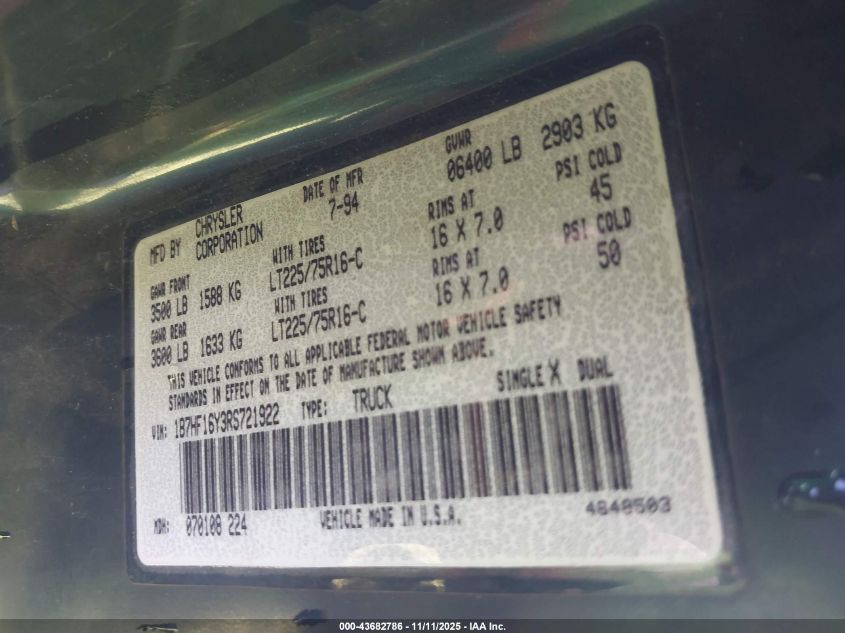 MFD BY CHRYSLER CORPORATION DATE OF MFR 7-94 GVWR 06400 LB 2903 KG
GAWR FRONT WITH TIRES RIMS AT PSI COLD
3500 LB 1588 KG LT225/75R16-C 16 X 7.0 45
GAWR REAR WITH TIRES RIMS AT PSI COLD
3600 LB 1633 KG LT225/75R16-C 16 X 7.0 50
THIS VEHICLE CONFORMS TO ALL APPLICABLE FEDERAL MOTOR VEHICLE SAFETY
STANDARDS IN EFFECT ON THE DATE OF MANUFACTURE SHOWN ABOVE.
VIN: 1B7HF16Y3RS721922 TYPE: TRUCK SINGLE X DUAL
MDH: 070108 224 VEHICLE MADE IN U.S.A. 4648503
000-43682786 - 11/11/2025 - IAA Inc.